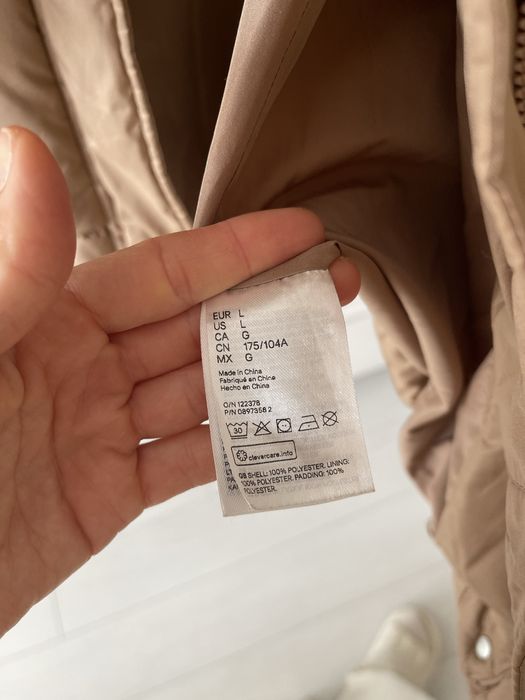 EUR L
US L
CA G
CN 175/104A
MX G
Made in China
Fabriqué en Chine
Hecho en China
O/N 122378
P/N 0897358 2
30
clevercare.info
GB SHELL: 100% POLYESTER. LINING:
100% POLYESTER. PADDING: 100%
POLYESTER.